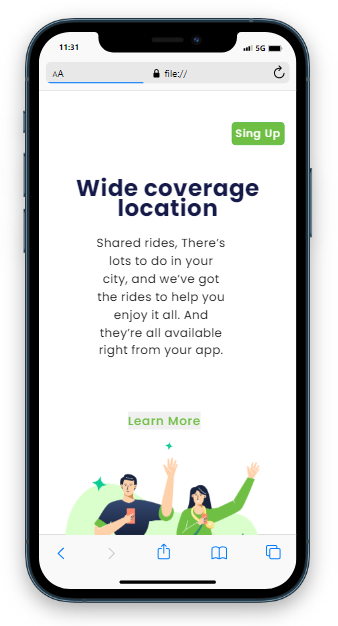 11:31
5G
AA
file://
Sing Up
Wide coverage
location
Shared rides, There's
lots to do in your
city, and we've got
the rides to help you
enjoy it all. And
they're all available
right from your app.
Learn More